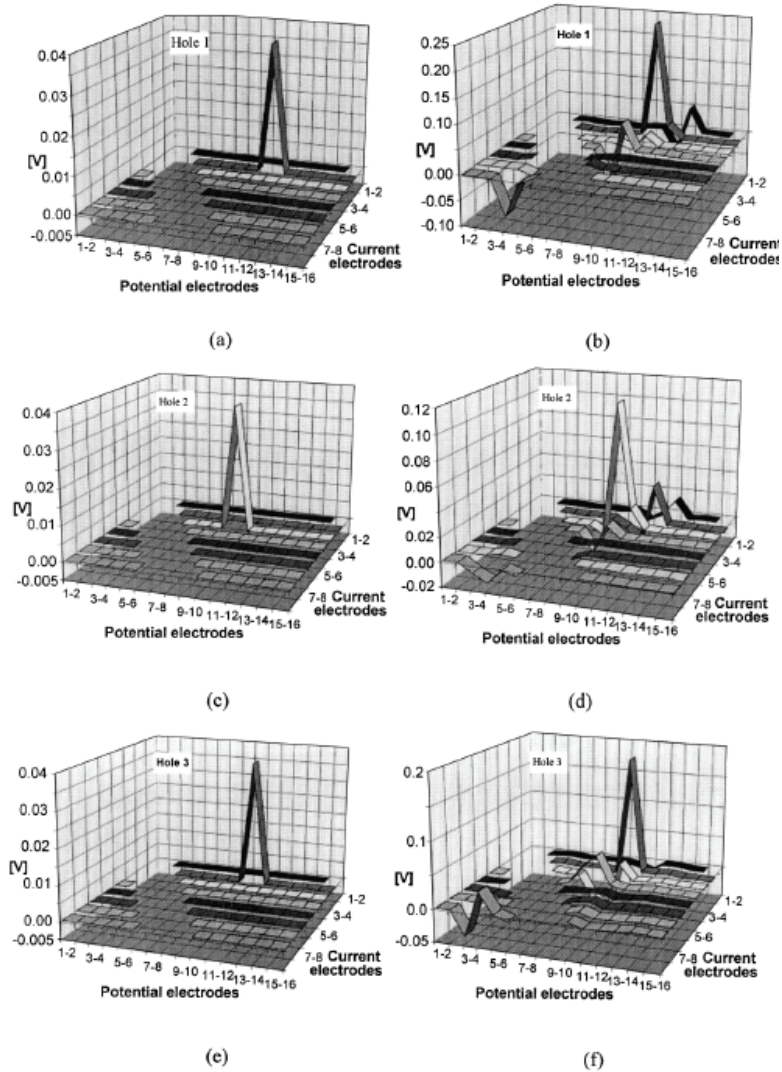 0.04
0.03
0.02
[V]
0.01
0.00
-0.005
Hole 1
1-2
3-4
5-6
7-8 Current electrodes
1-2 3-4 5-6 7-8 9-10 11-12 13-14 15-16
Potential electrodes
(a)
0.25
0.20
0.15
0.10
[V]
0.05
0.00
-0.05
-0.10
Hole 1
1-2
3-4
5-6
7-8 Current electrodes
1-2 3-4 5-6 7-8 9-10 11-12 13-14 15-16
Potential electrodes
(b)
0.04
0.03
0.02
[V]
0.01
0.00
-0.005
Hole 2
1-2
3-4
5-6
7-8 Current electrodes
1-2 3-4 5-6 7-8 9-10 11-12 13-14 15-16
Potential electrodes
(c)
0.12
0.10
0.08
0.06
[V]
0.02
0.00
-0.02
Hole 2
1-2
3-4
5-6
7-8 Current electrodes
1-2 3-4 5-6 7-8 9-10 11-12 13-14 15-16
Potential electrodes
(d)
0.04
0.03
0.02
[V]
0.01
0.00
-0.005
Hole 3
1-2
3-4
5-6
7-8 Current electrodes
1-2 3-4 5-6 7-8 9-10 11-12 13-14 15-16
Potential electrodes
(e)
0.2
0.1
[V]
0.0
-0.05
Hole 3
1-2
3-4
5-6
7-8 Current electrodes
1-2 3-4 5-6 7-8 9-10 11-12 13-14 15-16
Potential electrodes
(f)